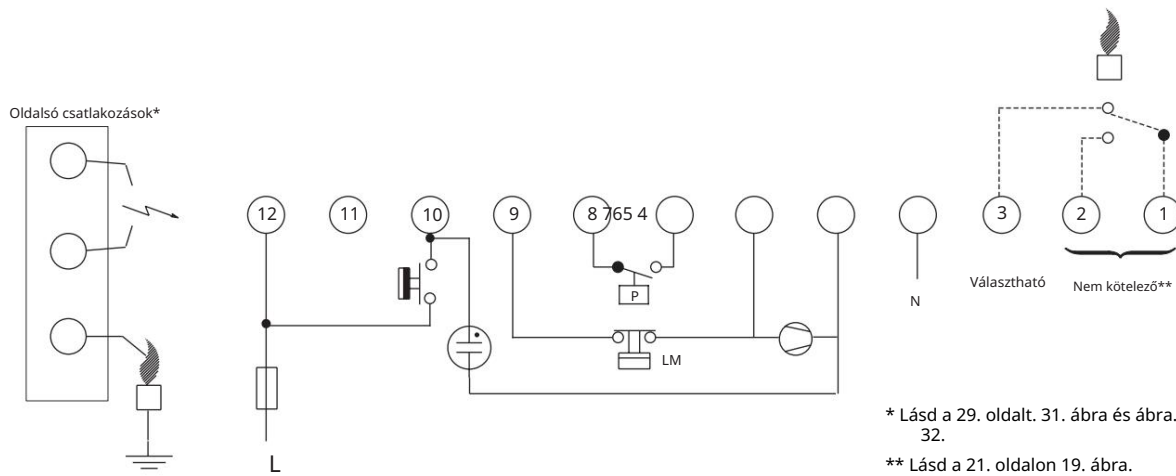 Oldalsó csatlakozások*
12 11 10 9 8 765 4 3 2 1
P
LM
N
Választható
Nem kötelező**
L
* Lásd a 29. oldalt. 31. ábra és ábra.
32.
** Lásd a 21. oldalon 19. ábra.